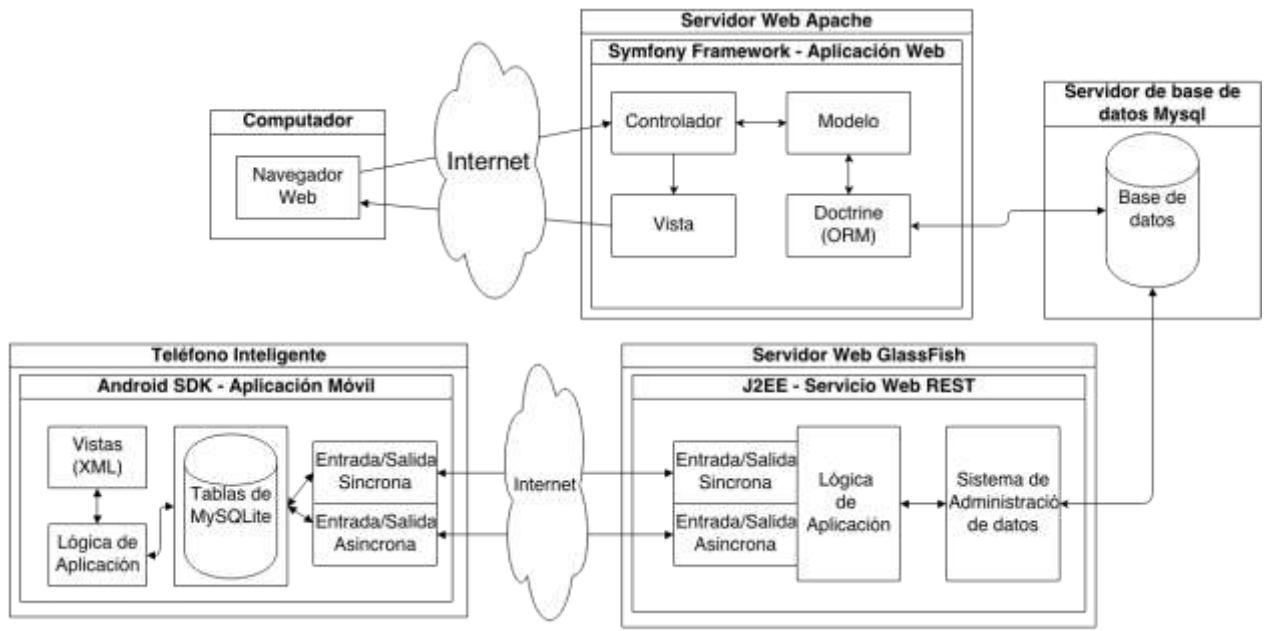 Servidor Web Apache
Symfony Framework - Aplicación Web
Computador
Navegador
Web
Internet
Controlador
Modelo
Vista
Doctrine
(ORM)
Servidor de base de
datos Mysql
Base de
datos
Teléfono Inteligente
Android SDK - Aplicación Móvil
Vistas
(XML)
Lógica de
Aplicación
Tablas de
MySQLite
Entrada/Salida
Sincrona
Entrada/Salida
Asincrona
Internet
Servidor Web GlassFish
J2EE - Servicio Web REST
Entrada/Salida
Sincrona
Entrada/Salida
Asincrona
Lógica
de
Aplicación
Sistema de
Administració
de datos